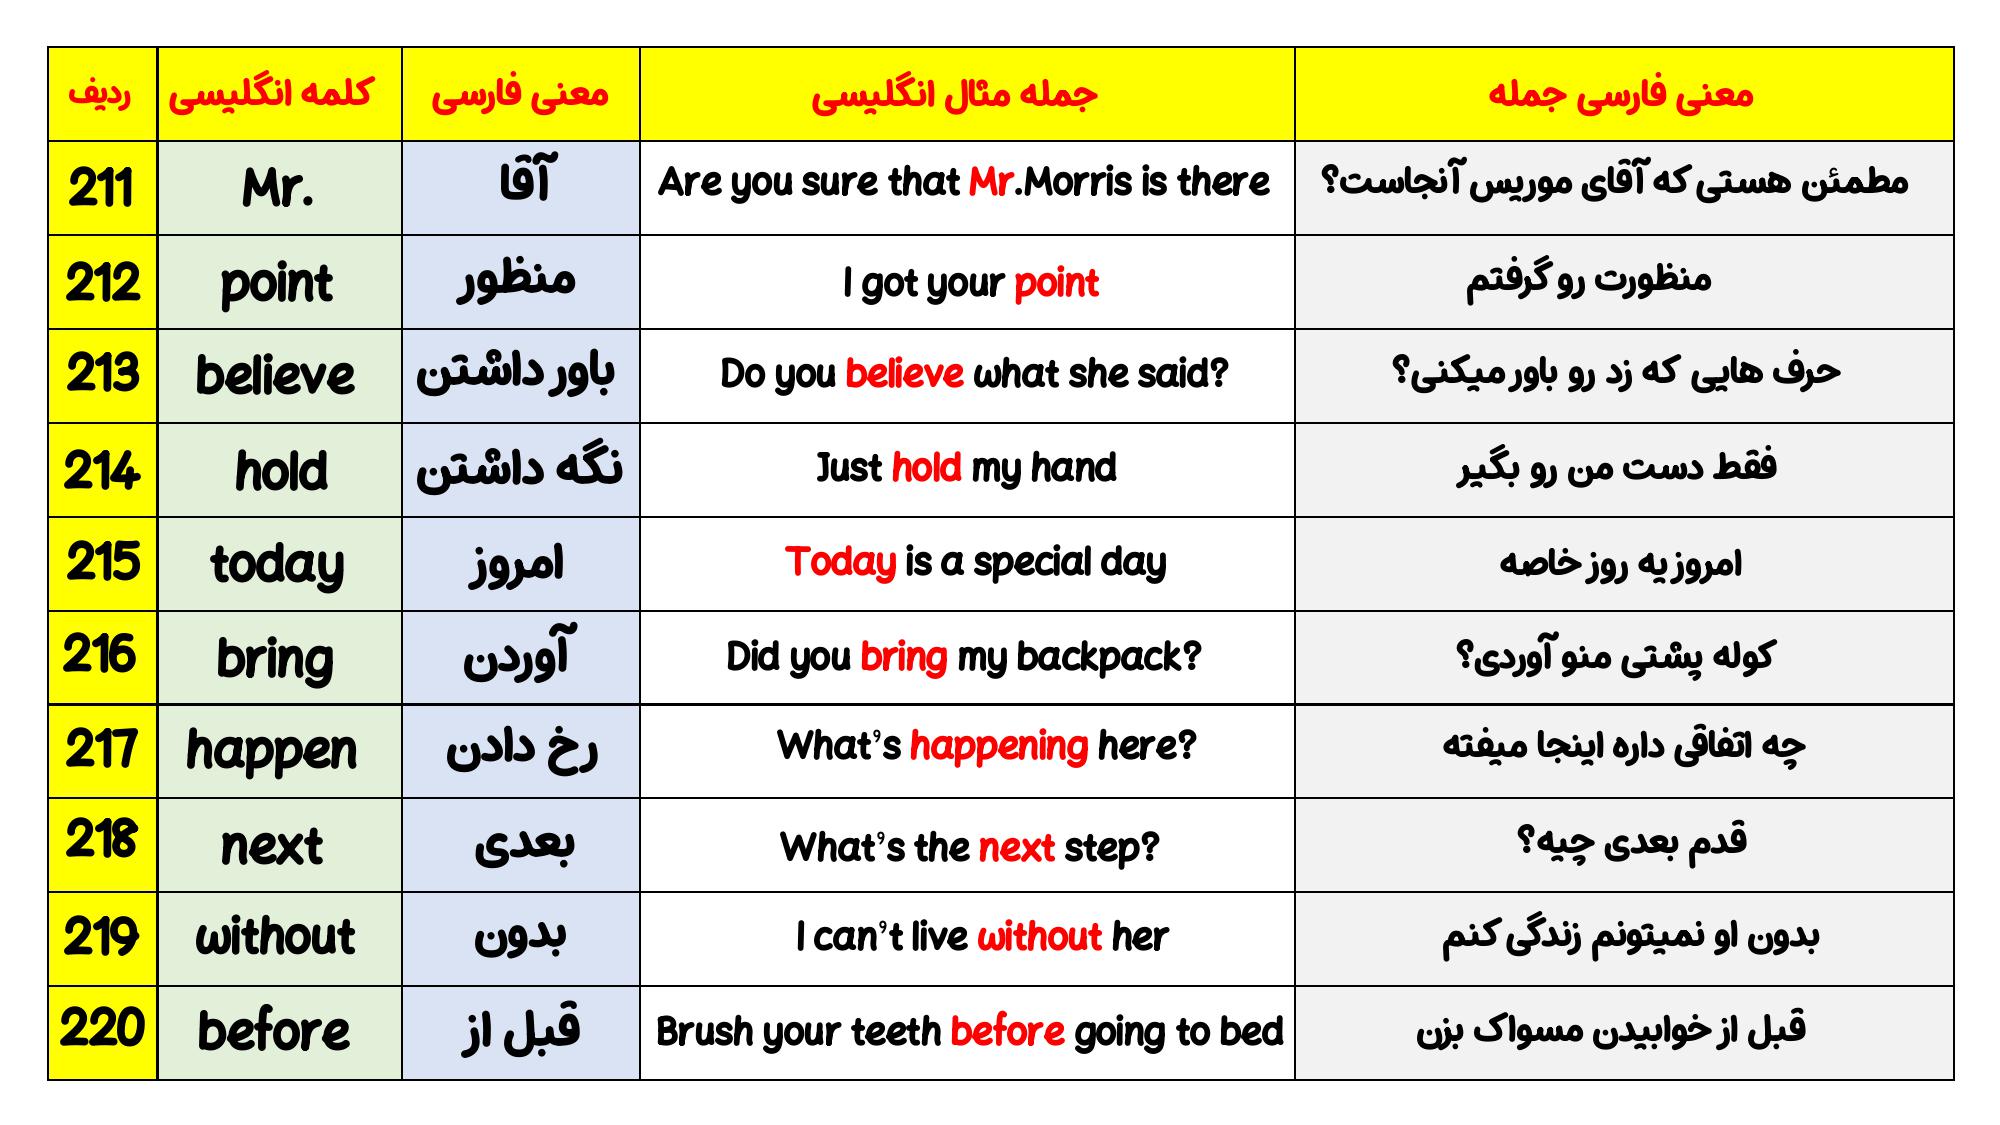 ردیف کلمه انگلیسی معنی فارسی جمله مثال انگلیسی معنی فارسی جمله
211 Mr. آقا Are you sure that Mr.Morris is there مطمئن هستی که آقای موریس آنجاست؟
212 point منظور I got your point منظورت رو گرفتم
213 believe باور داشتن Do you believe what she said? حرف هایی که زد رو باور میکنی؟
214 hold نگه داشتن Just hold my hand فقط دست من رو بگیر
215 today امروز Today is a special day امروز یه روز خاصه
216 bring آوردن Did you bring my backpack? کوله پشتی منو آوردی؟
217 happen رخ دادن What's happening here? چه اتفاقی داره اینجا میفته
218 next بعدی What's the next step? قدم بعدی چیه؟
219 without بدون I can't live without her بدون او نمیتونم زندگی کنم
220 before قبل از Brush your teeth before going to bed قبل از خوابیدن مسواک بزن